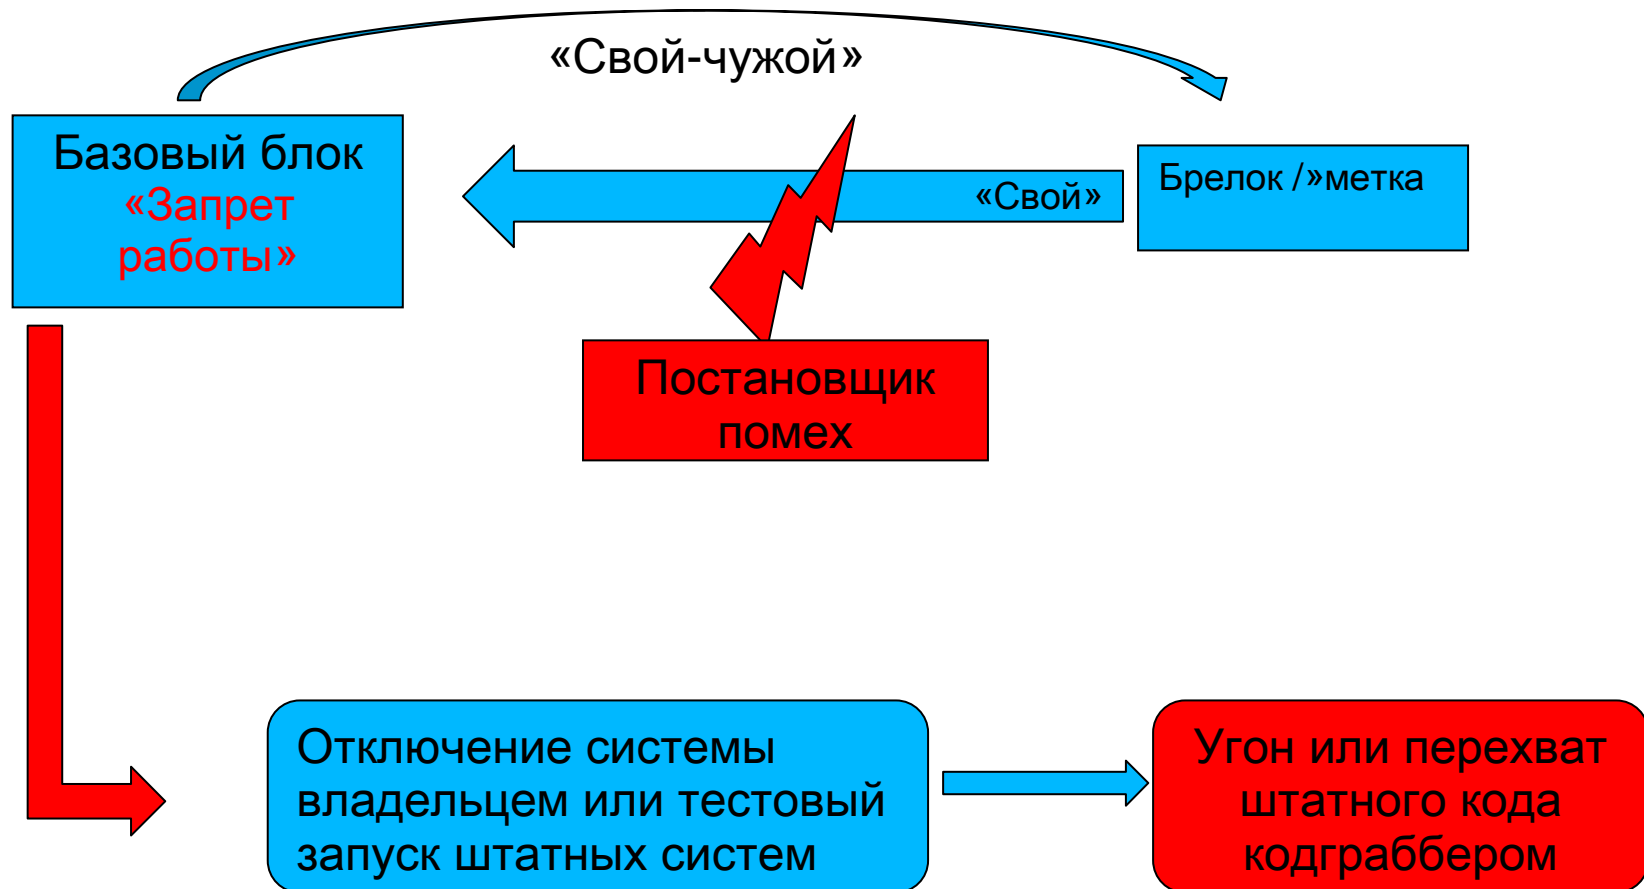 «Свой-чужой»
Базовый блок
«Запрет
работы»
«Свой»
Брелок /»метка
Постановщик
помех
Отключение системы
владельцем или тестовый
запуск штатных систем
Угон или перехват
штатного кода
кодграббером